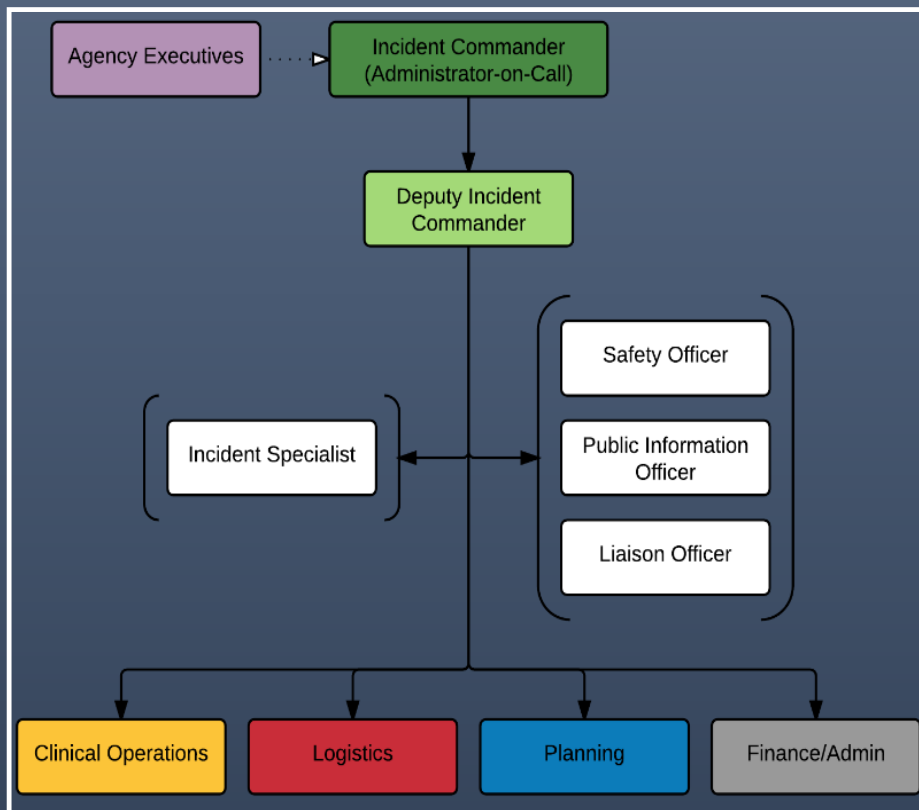 Agency Executives
Incident Commander
(Administrator-on-Call)
Deputy Incident
Commander
Safety Officer
Incident Specialist
Public Information
Officer
Liaison Officer
Clinical Operations
Logistics
Planning
Finance/Admin